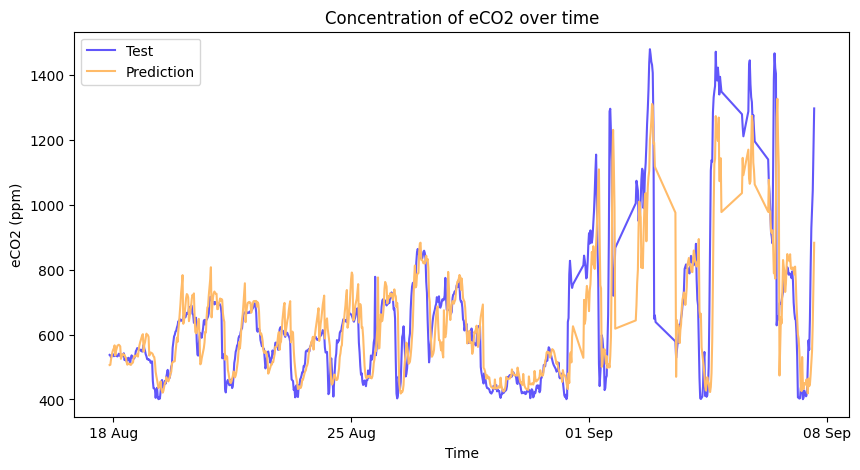 Concentration of eCO2 over time
Test
Prediction
eCO2 (ppm)
1400
1200
1000
800
600
400
18 Aug
25 Aug
01 Sep
08 Sep
Time